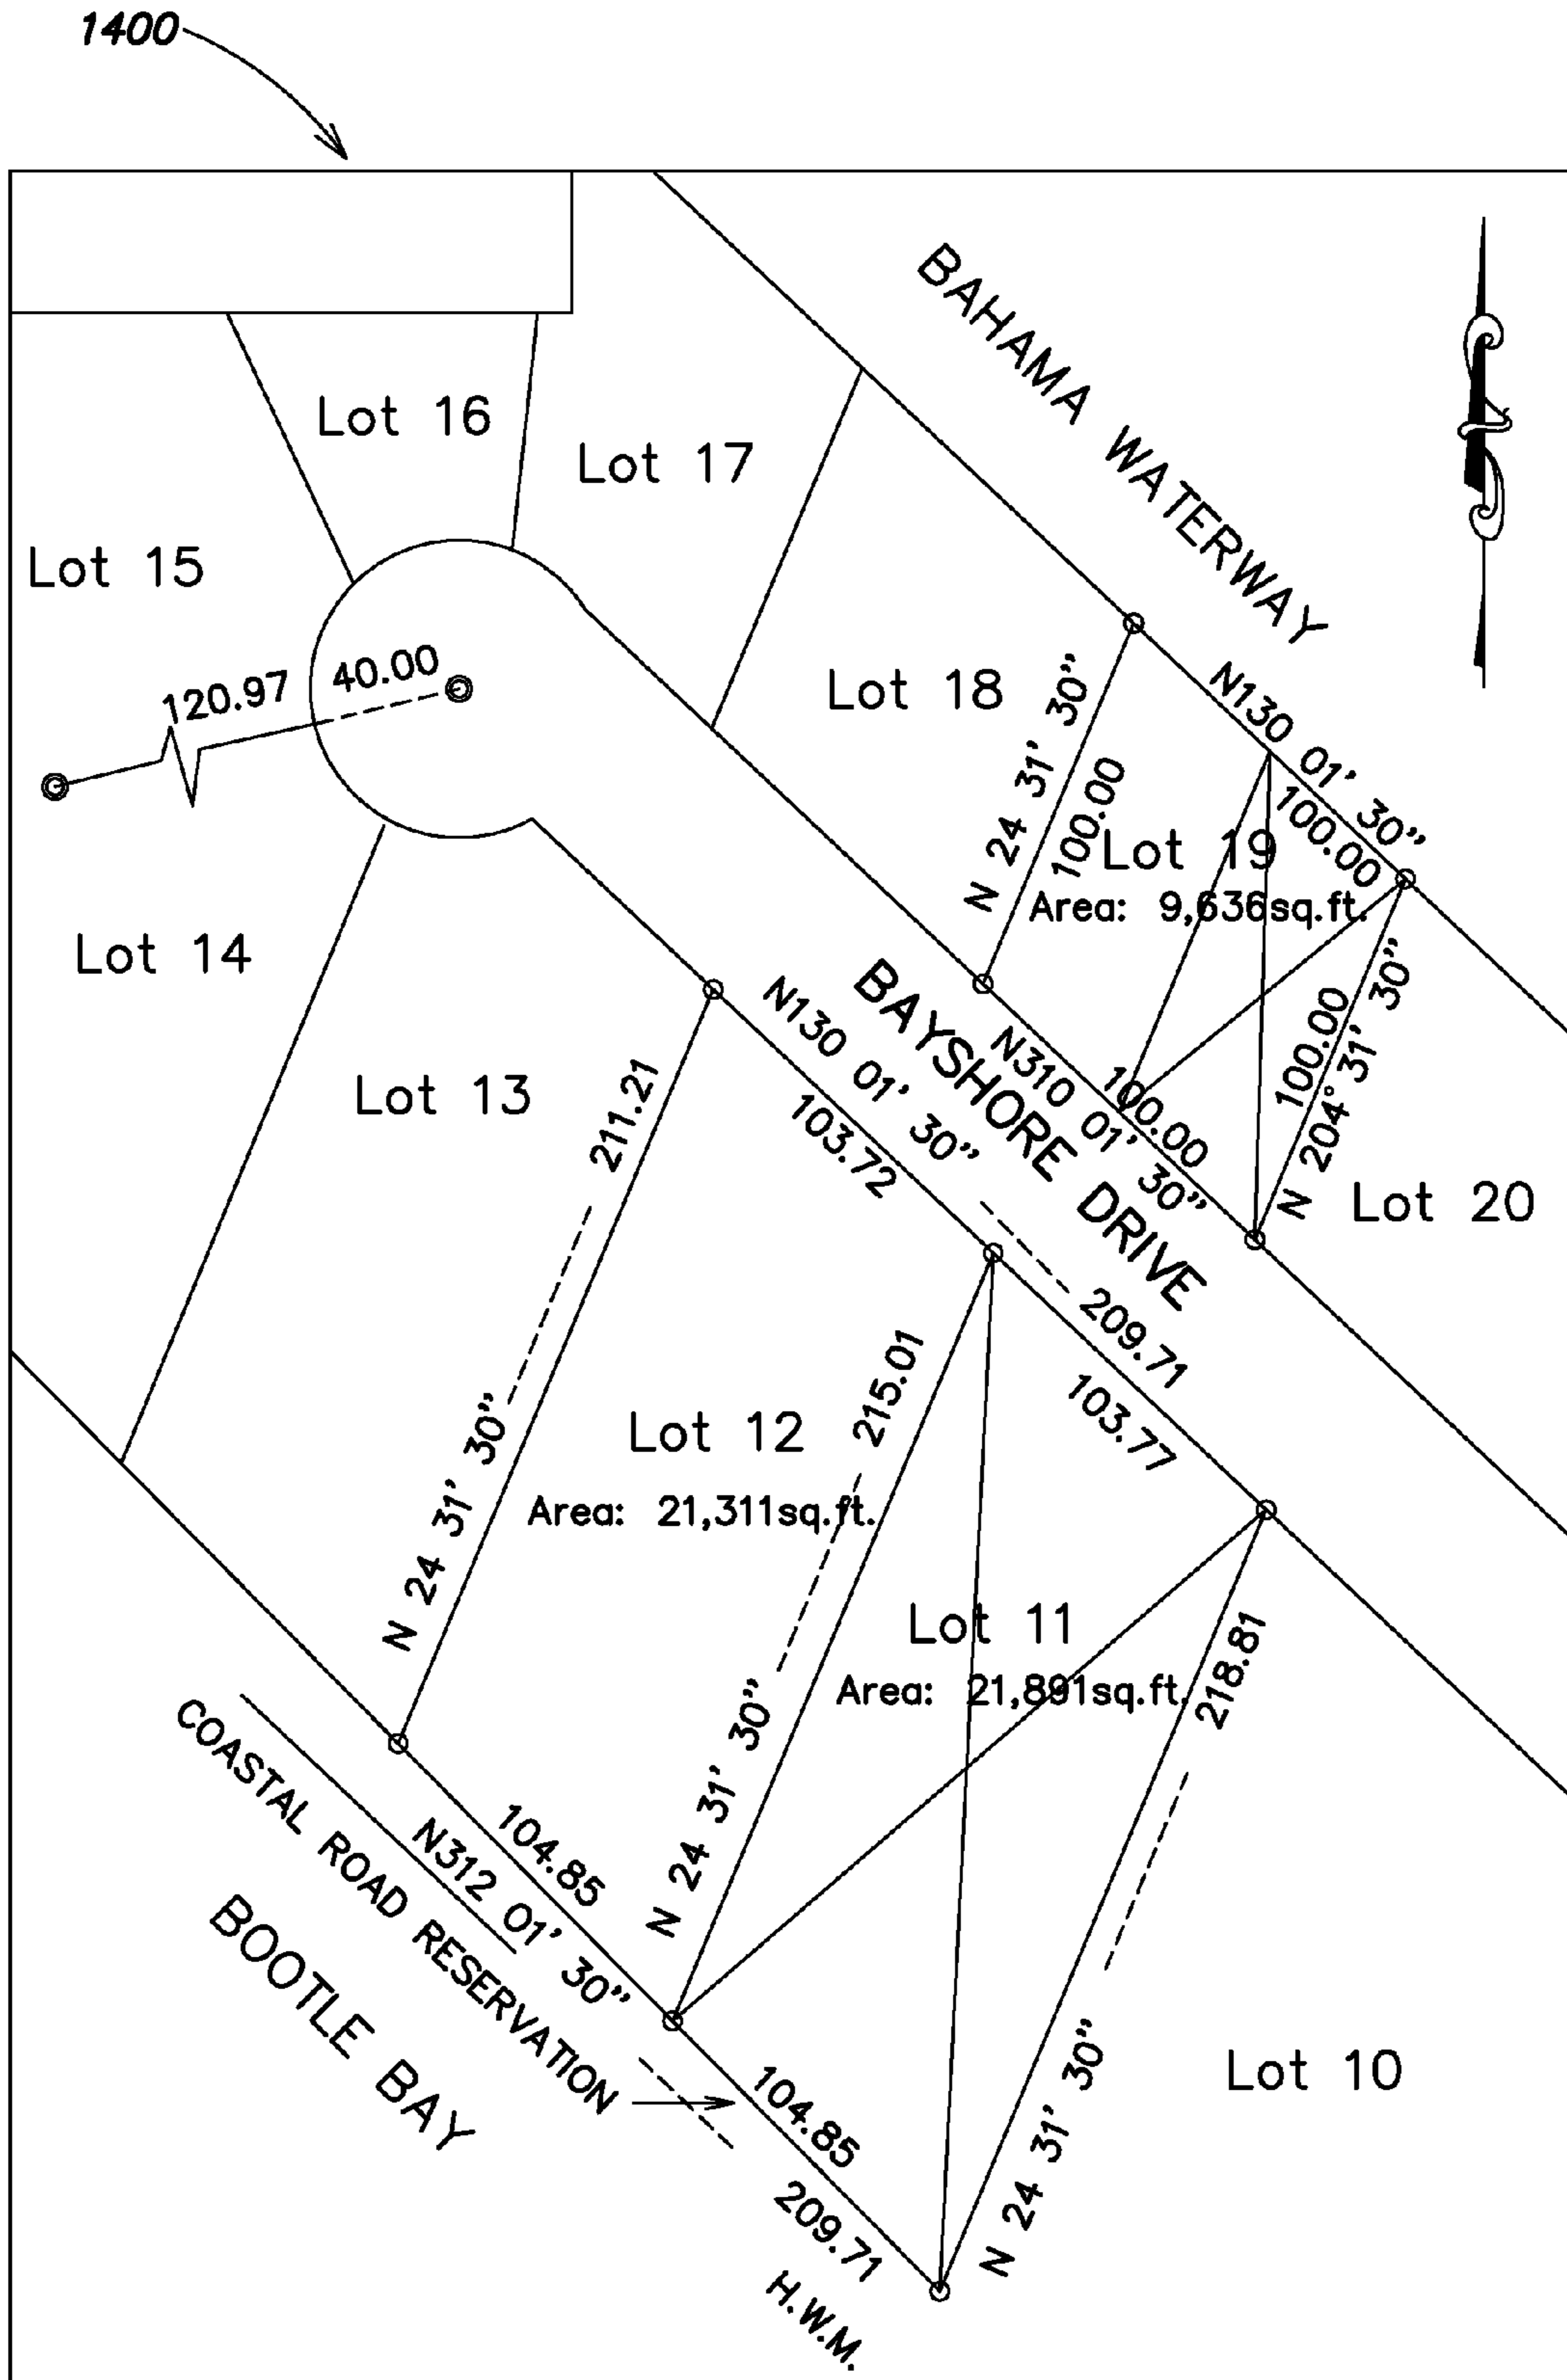 1400
BAHAMA WATERWAY
Lot 16
Lot 17
Lot 15
120.97
40.00
Lot 18
N 24 31' 30"
100.00
N130 01' 30"
100.00
Lot 19
Area: 9,636sq.ft.
Lot 14
BAYSHORE DRIVE
N310 01' 30"
100.00
100.00
N 204° 31' 30"
Lot 20
Lot 13
211.21
N 24 31' 30"
N130 01' 30"
103.72
209.71
103.77
Lot 12
Area: 21,311sq.ft.
215.01
N 24 31' 30"
Lot 11
Area: 21,891sq.ft.
218.81
N 24 31' 30"
COASTAL ROAD RESERVATION
N312 01' 30"
104.85
BOOTLE BAY
104.85
209.71
H.W.M.
Lot 10